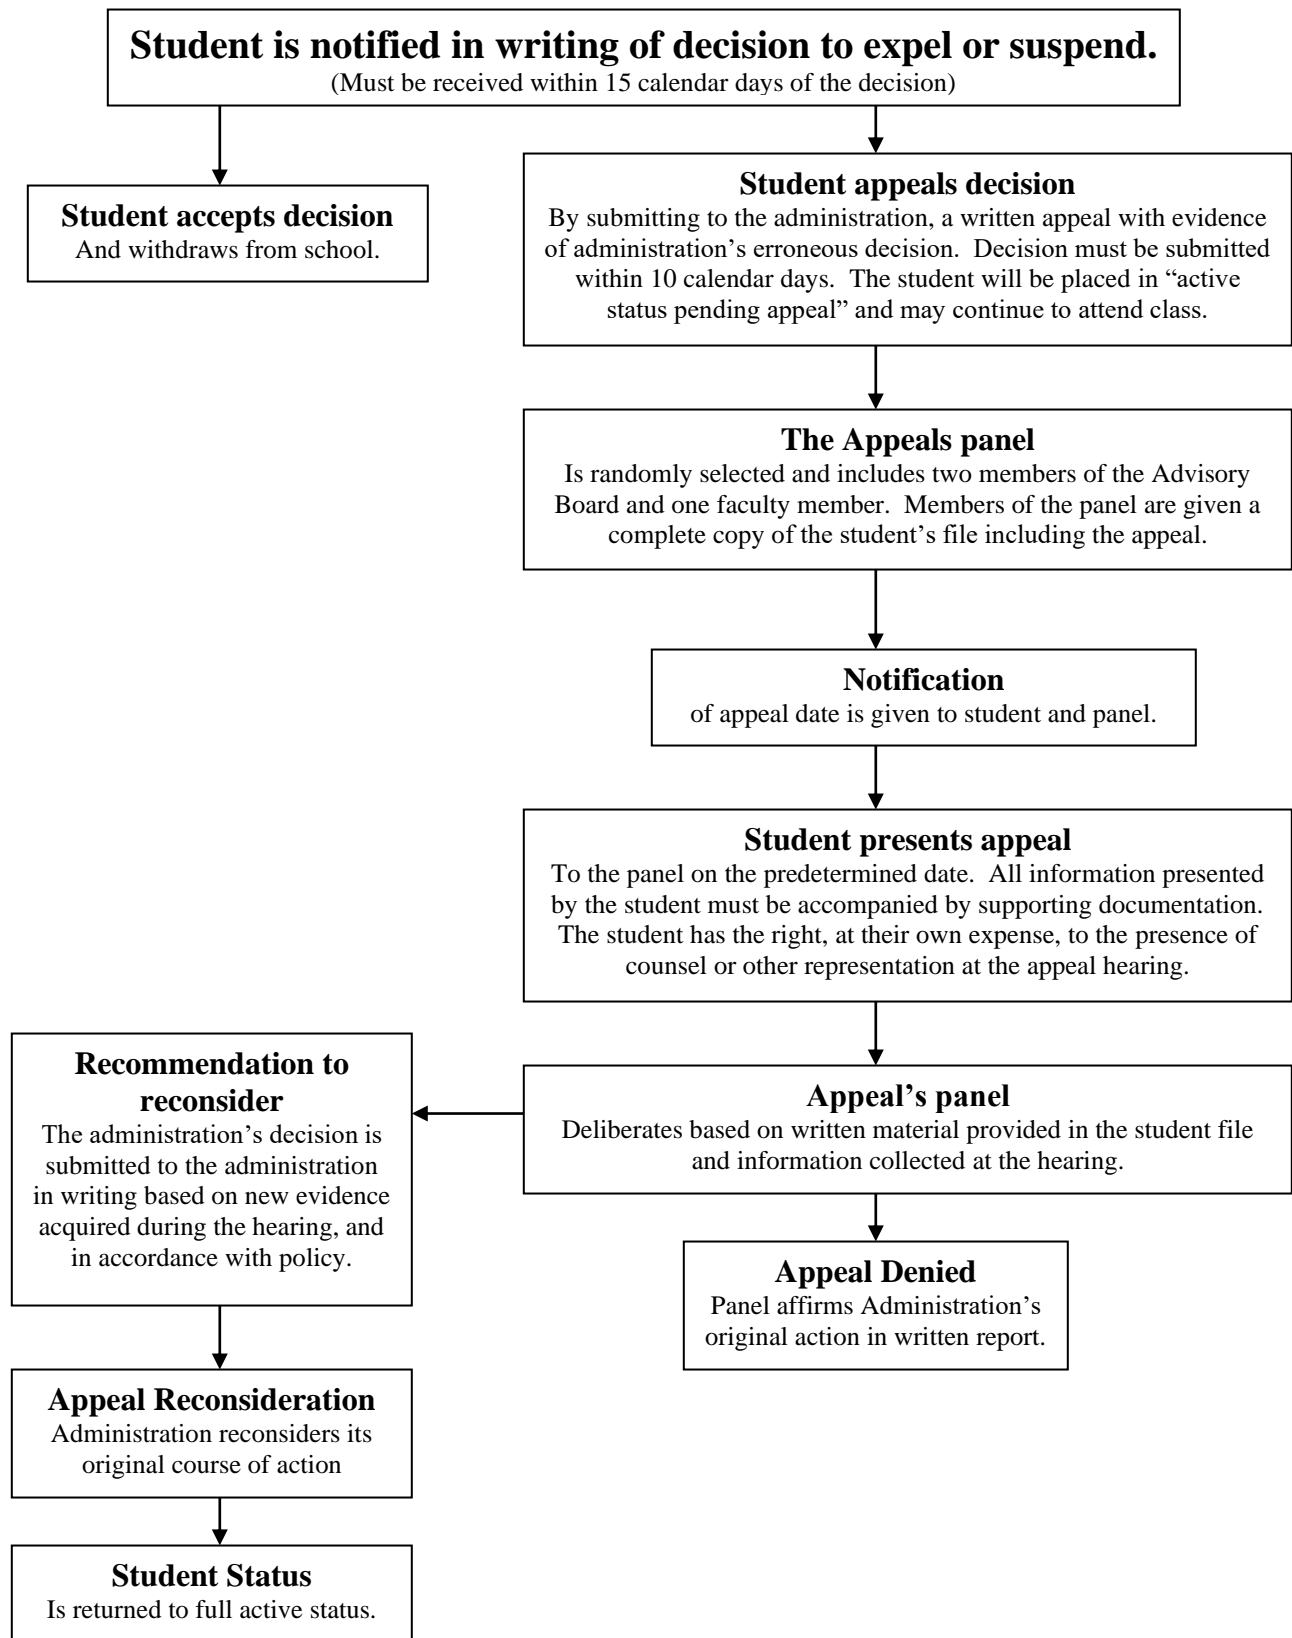 Student is notified in writing of decision to expel or suspend.
(Must be received within 15 calendar days of the decision)
Student accepts decision
And withdraws from school.
Student appeals decision
By submitting to the administration, a written appeal with evidence
of administration’s erroneous decision.  Decision must be submitted
within 10 calendar days.  The student will be placed in “active
status pending appeal” and may continue to attend class.
The Appeals panel
Is randomly selected and includes two members of the Advisory
Board and one faculty member.  Members of the panel are given a
complete copy of the student’s file including the appeal.
Notification
of appeal date is given to student and panel.
Student presents appeal
To the panel on the predetermined date.  All information presented
by the student must be accompanied by supporting documentation.
The student has the right, at their own expense, to the presence of
counsel or other representation at the appeal hearing.
Appeal’s panel
Deliberates based on written material provided in the student file
and information collected at the hearing.
Recommendation to
reconsider
The administration’s decision is
submitted to the administration
in writing based on new evidence
acquired during the hearing, and
in accordance with policy.
Appeal Denied
Panel affirms Administration’s
original action in written report.
Appeal Reconsideration
Administration reconsiders its
original course of action
Student Status
Is returned to full active status.